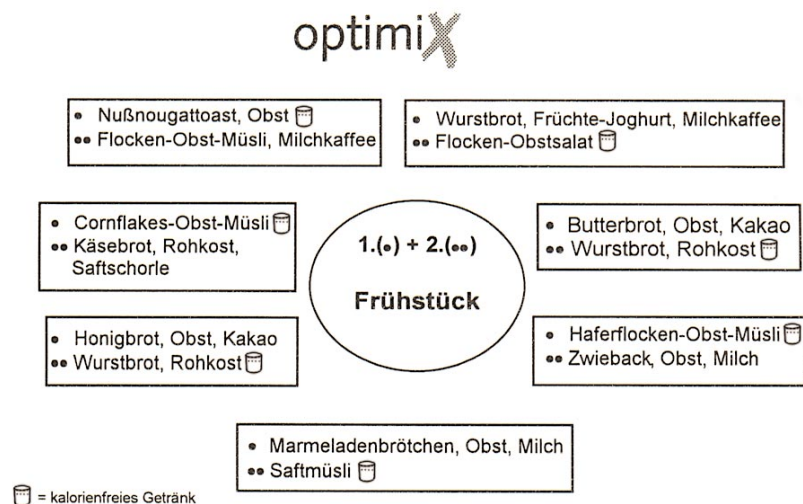 optimiX
• Nußnougattoast, Obst
•• Flocken-Obst-Müsli, Milchkaffee
• Wurstbrot, Früchte-Joghurt, Milchkaffee
•• Flocken-Obstsalat
• Cornflakes-Obst-Müsli
•• Käsebrot, Rohkost,
Saftschorle
1.(•) + 2.(••)
Frühstück
• Butterbrot, Obst, Kakao
•• Wurstbrot, Rohkost
• Honigbrot, Obst, Kakao
•• Wurstbrot, Rohkost
• Haferflocken-Obst-Müsli
•• Zwieback, Obst, Milch
• Marmeladenbrötchen, Obst, Milch
•• Saftmüsli
= kalorienfreies Getränk